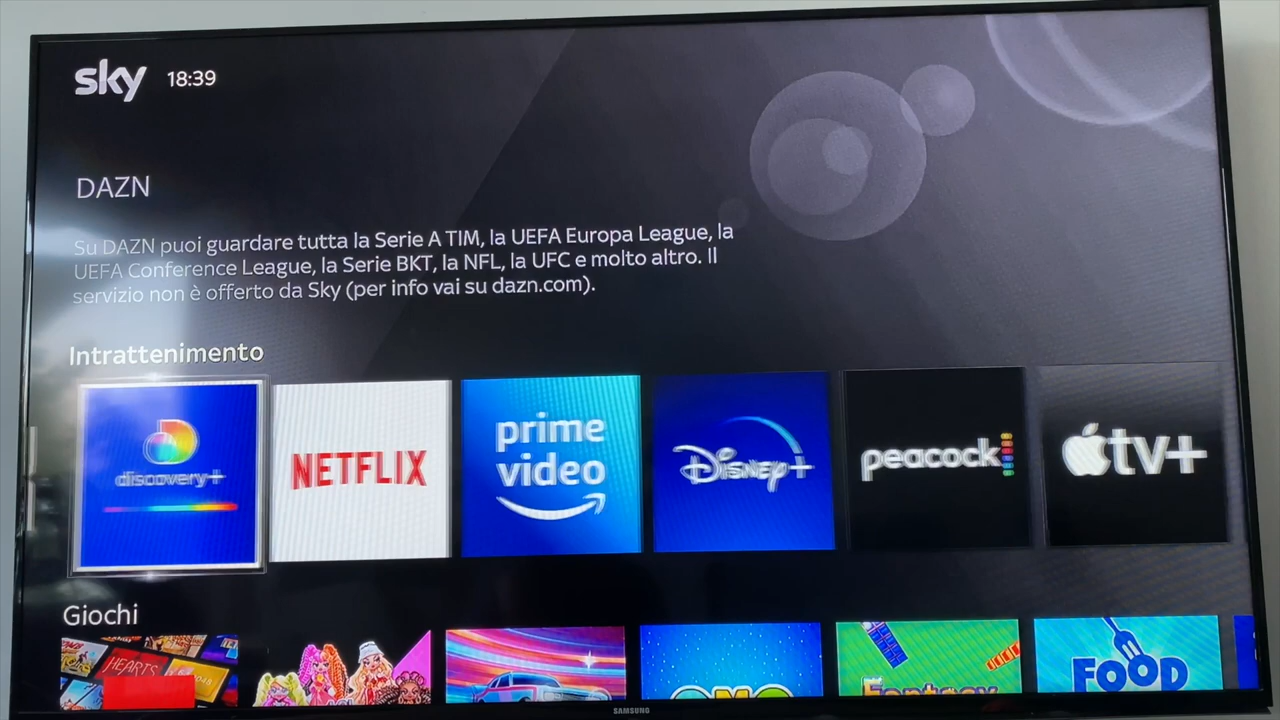 sky 18:39
DAZN
Su DAZN puoi guardare tutta la Serie A TIM, la UEFA Europa League, la
UEFA Conference League, la Serie BKT, la NFL, la UFC e molto altro. Il
servizio non è offerto da Sky (per info vai su dazn.com).
Intrattenimento
discovery+
NETFLIX
prime
video
Disney+
peacock
tv+
Giochi
HEARTS
FOOD
SAMSUNG